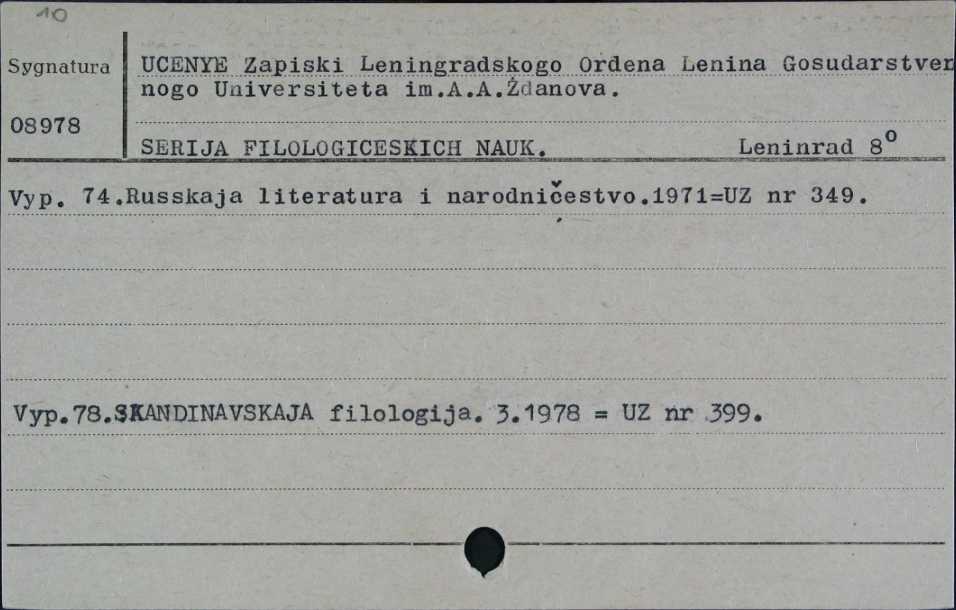 10
Sygnatura
08978
UCENYE Zapiski Leningradskogo Ordena Lenina Gosudarstven
nogo Universiteta im.A.A.Ždanova.
SERIJA FILOLOGICESKICH NAUK. Leninrad 8º
Vyp. 74.Russkaja literatura i narodničestvo.1971=UZ nr 349.
Vyp.78.SKANDINAVSKAJA filologija. 3.1978 = UZ nr 399.